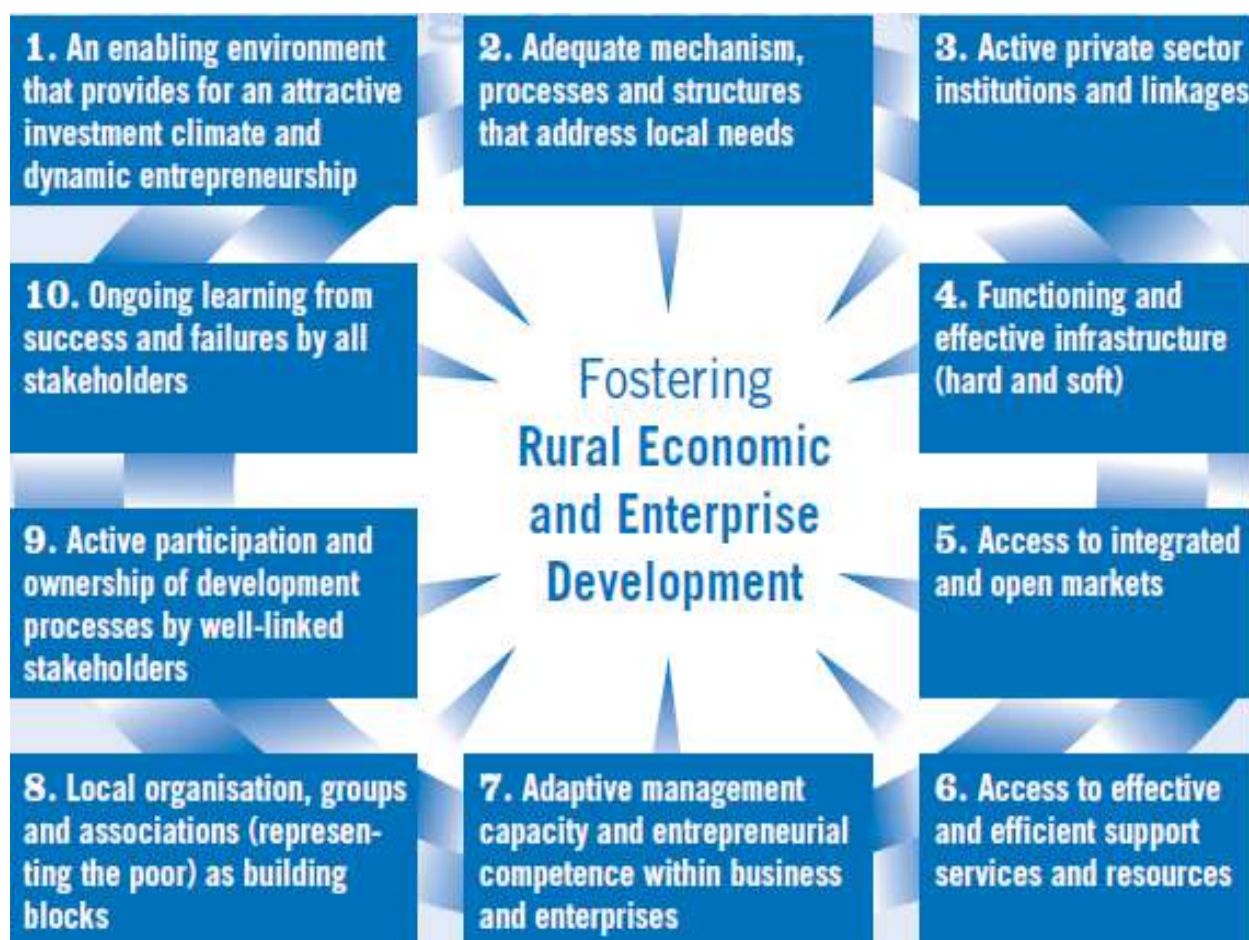 1. An enabling environment
that provides for an attractive
investment climate and
dynamic entrepreneurship
2. Adequate mechanism,
processes and structures
that address local needs
3. Active private sector
institutions and linkages
4. Functioning and
effective infrastructure
(hard and soft)
5. Access to integrated
and open markets
6. Access to effective
and efficient support
services and resources
7. Adaptive management
capacity and entrepreneurial
competence within business
and enterprises
8. Local organisation, groups
and associations (represen-
ting the poor) as building
blocks
9. Active participation and
ownership of development
processes by well-linked
stakeholders
10. Ongoing learning from
success and failures by all
stakeholders
Fostering
Rural Economic
and Enterprise
Development